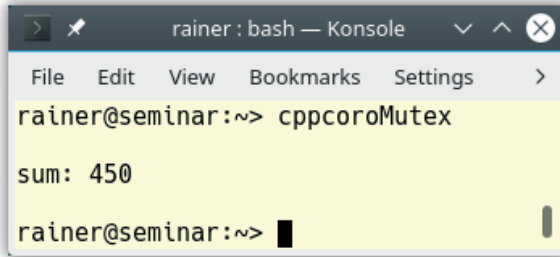 rainer : bash — Konsole
File Edit View Bookmarks Settings
rainer@seminar:~> cppcoroMutex
sum: 450
rainer@seminar:~>